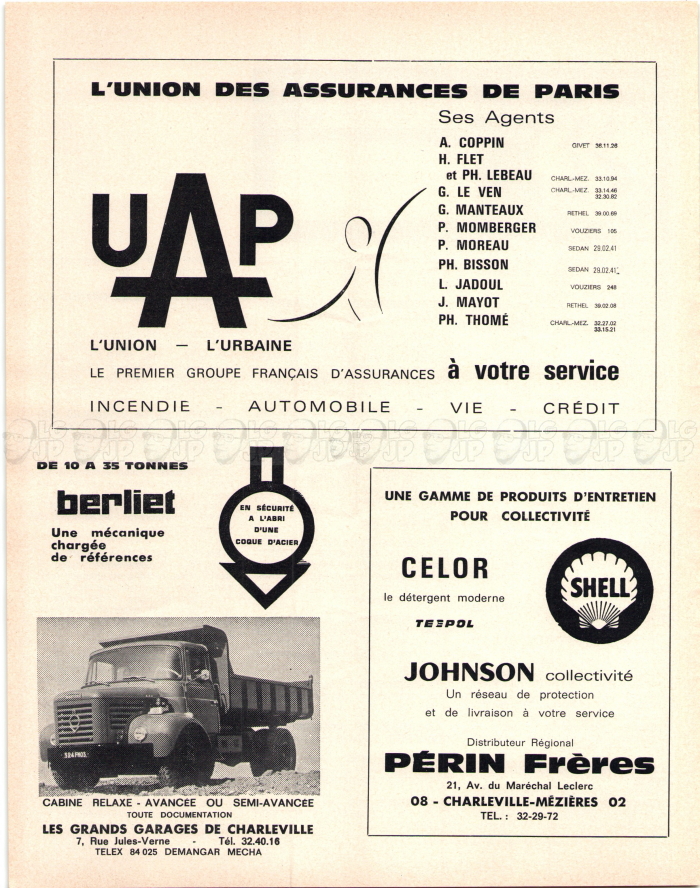 L'UNION DES ASSURANCES DE PARIS
Ses Agents
A. COPPIN GIVET 36.11.26
H. FLET
et PH. LEBEAU CHARL.-MEZ. 33.10.94
G. LE VEN CHARL.-MEZ. 33.14.46
32.30.82
G. MANTEAUX RETHEL 39.00.69
P. MOMBERGER VOUZIERS 105
P. MOREAU SEDAN 29.02.41
PH. BISSON SEDAN 29.02.41
L. JADOUL VOUZIERS 248
J. MAYOT RETHEL 39.02.08
PH. THOMÉ CHARL.-MEZ. 32.27.02
33.15.21
UAP
L'UNION — L'URBAINE
LE PREMIER GROUPE FRANÇAIS D'ASSURANCES à votre service
INCENDIE - AUTOMOBILE - VIE - CRÉDIT
DE 10 A 35 TONNES
berliet
Une mécanique
chargée
de références
EN SÉCURITÉ
A L'ABRI
D'UNE
COQUE D'ACIER
CABINE RELAXE - AVANCÉE OU SEMI-AVANCÉE
TOUTE DOCUMENTATION
LES GRANDS GARAGES DE CHARLEVILLE
7, Rue Jules-Verne - Tél. 32.40.16
TELEX 84 025 DEMANGAR MECHA
UNE GAMME DE PRODUITS D'ENTRETIEN
POUR COLLECTIVITÉ
CELOR
le détergent moderne
TEEPOL
SHELL
JOHNSON collectivité
Un réseau de protection
et de livraison à votre service
Distributeur Régional
PÉRIN Frères
21, Av. du Maréchal Leclerc
08 - CHARLEVILLE-MÉZIÈRES 02
TEL. : 32-29-72